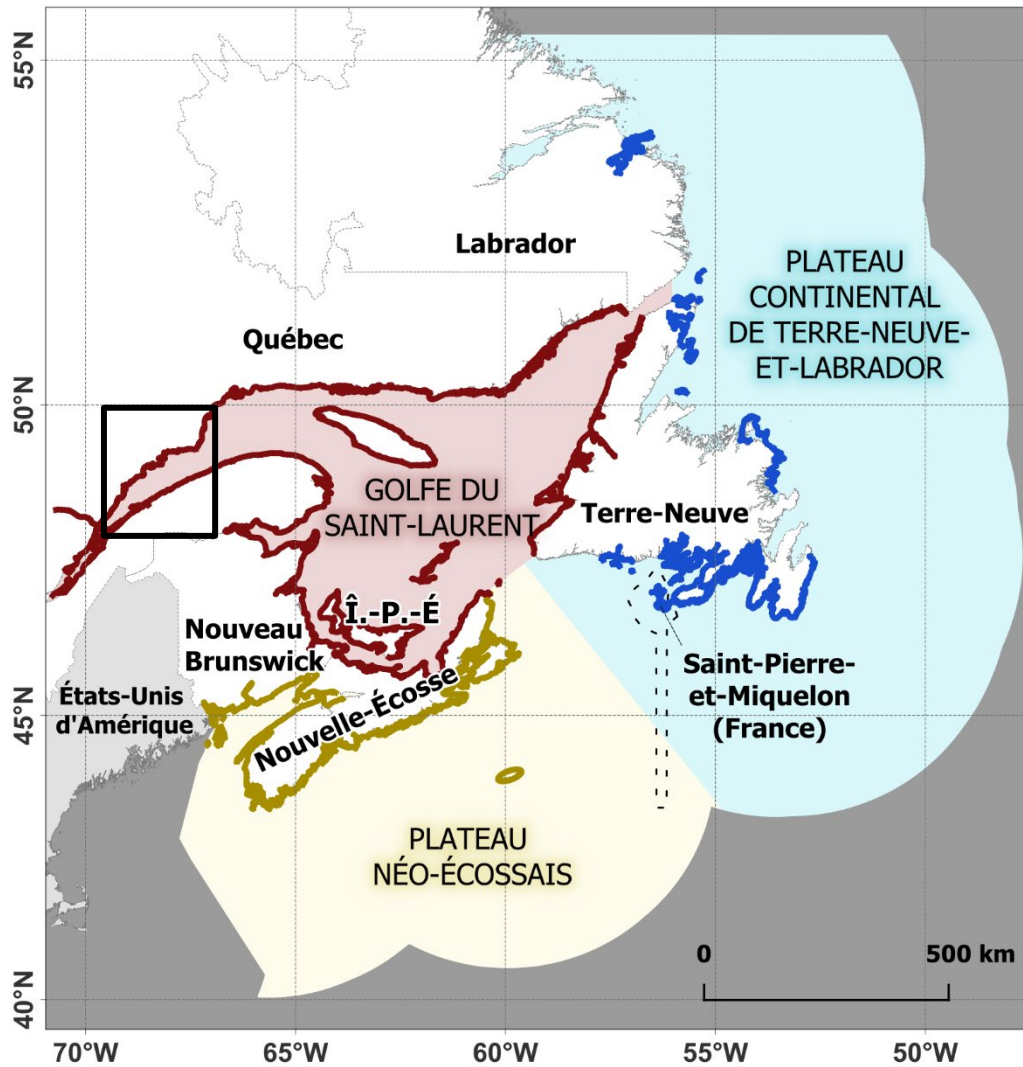 55°N
Labrador
PLATEAU
CONTINENTAL
DE TERRE-NEUVE-
ET-LABRADOR
Québec
50°N
GOLFE DU
SAINT-LAURENT
Terre-Neuve
Î.-P.-É
Nouveau
Brunswick
Nouvelle-Écosse
Saint-Pierre-
et-Miquelon
(France)
États-Unis
d'Amérique
45°N
PLATEAU
NÉO-ÉCOSSAIS
0 500 km
40°N
70°W 65°W 60°W 55°W 50°W